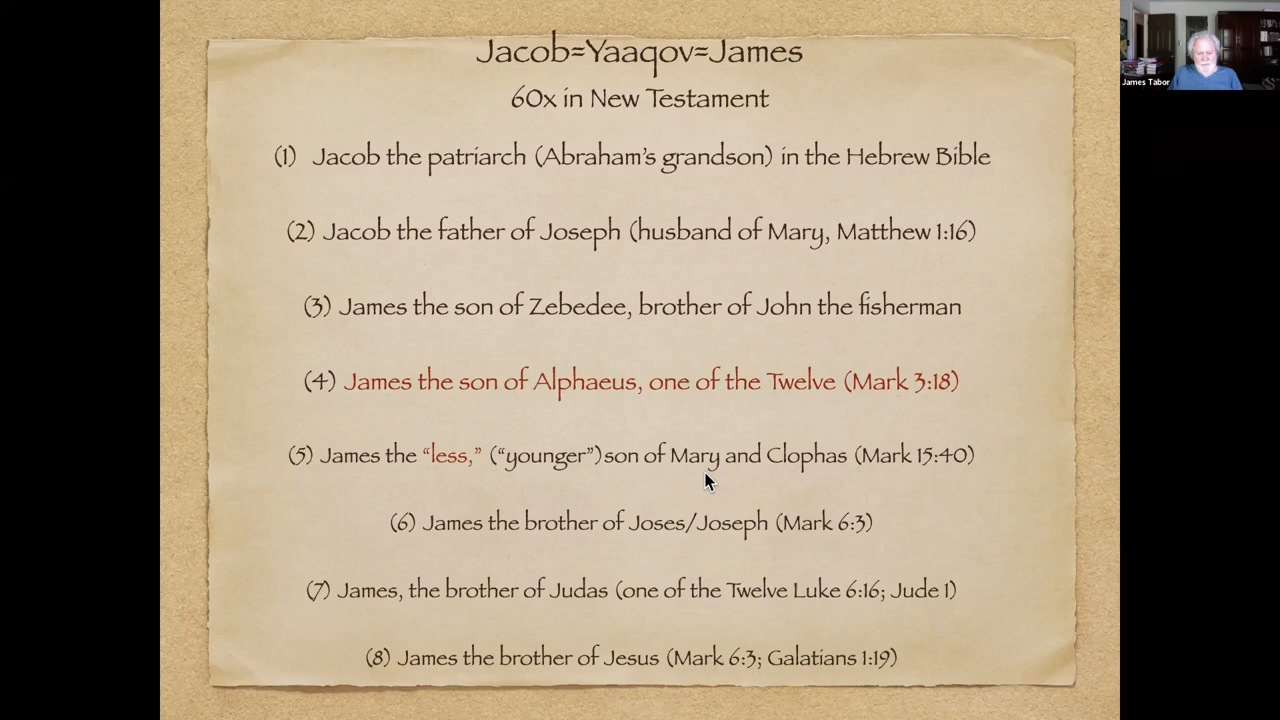 Jacob=Yaaqov=James
60x in New Testament
(1) Jacob the patriarch (Abraham's grandson) in the Hebrew Bible
(2) Jacob the father of Joseph (husband of Mary, Matthew 1:16)
(3) James the son of Zebedee, brother of John the fisherman
(4) James the son of Alphaeus, one of the Twelve (Mark 3:18)
(5) James the “less,” (“younger”)son of Mary and Clophas (Mark 15:40)
(6) James the brother of Joses/Joseph (Mark 6:3)
(7) James, the brother of Judas (one of the Twelve Luke 6:16; Jude 1)
(8) James the brother of Jesus (Mark 6:3; Galatians 1:19)
James Tabor